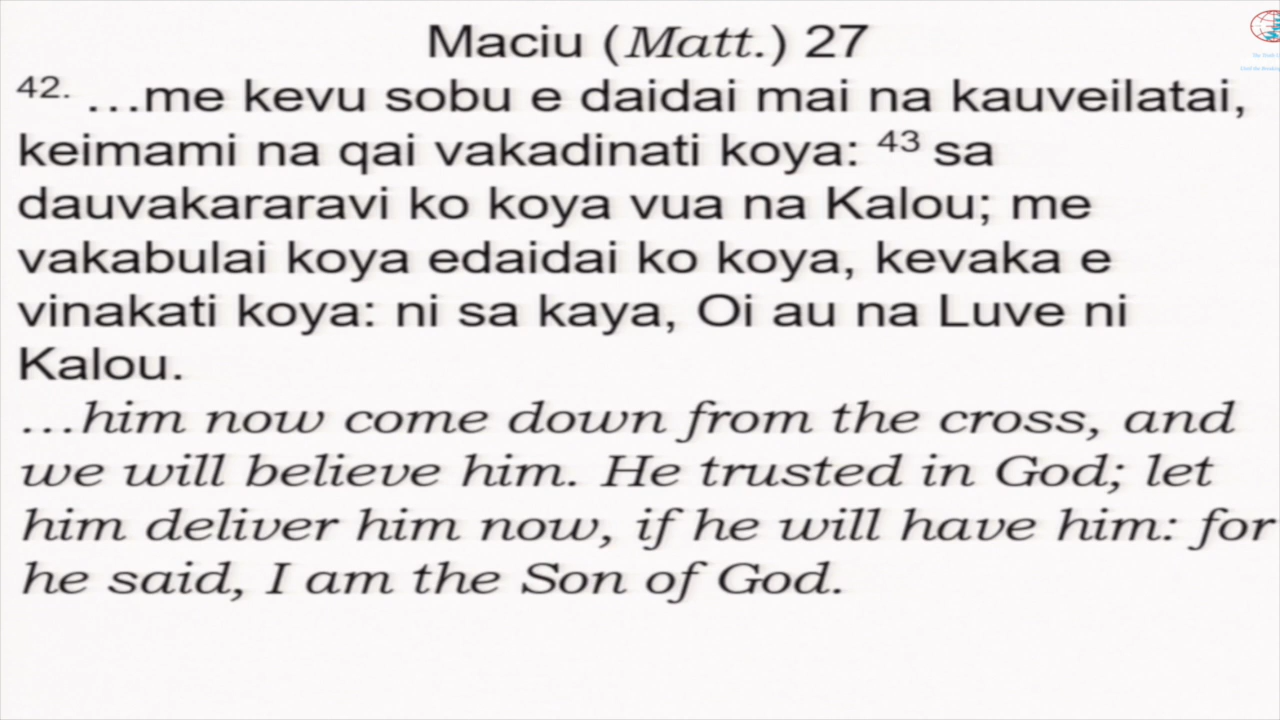 Maciu (Matt.) 27
42. …me kevu sobu e daidai mai na kauveilatai,
keimami na qai vakadinati koya: 43 sa
dauvakararavi ko koya vua na Kalou; me
vakabulai koya edaidai ko koya, kevaka e
vinakati koya: ni sa kaya, Oi au na Luve ni
Kalou.
…him now come down from the cross, and
we will believe him. He trusted in God; let
him deliver him now, if he will have him: for
he said, I am the Son of God.